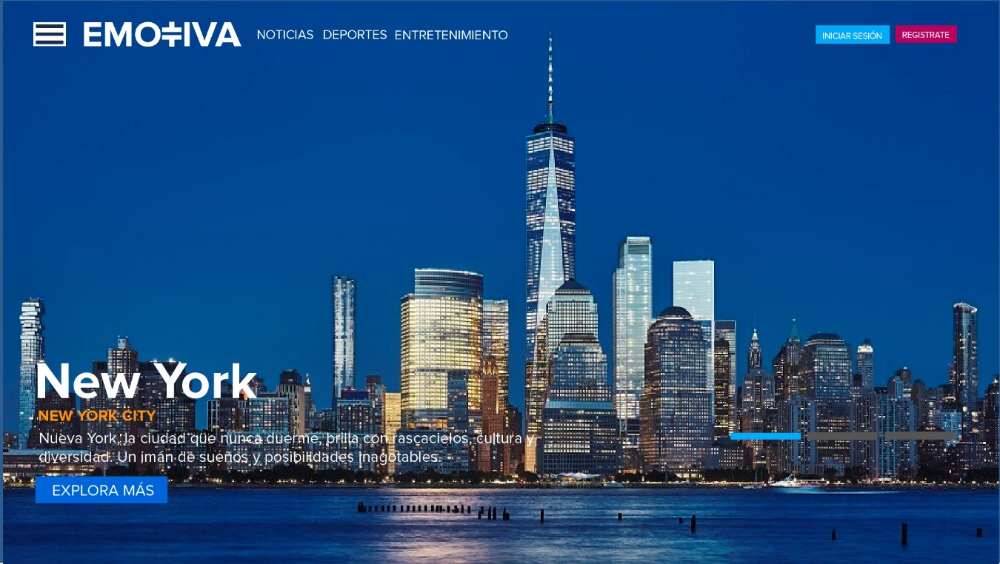 EMOTIVA
NOTICIAS DEPORTES ENTRETENIMIENTO
INICIAR SESIÓN
REGISTRATE
New York
NEW YORK CITY
Nueva York, la ciudad que nunca duerme, brilla con rascacielos, cultura y
diversidad. Un imán de sueños y posibilidades inagotables.
EXPLORA MÁS